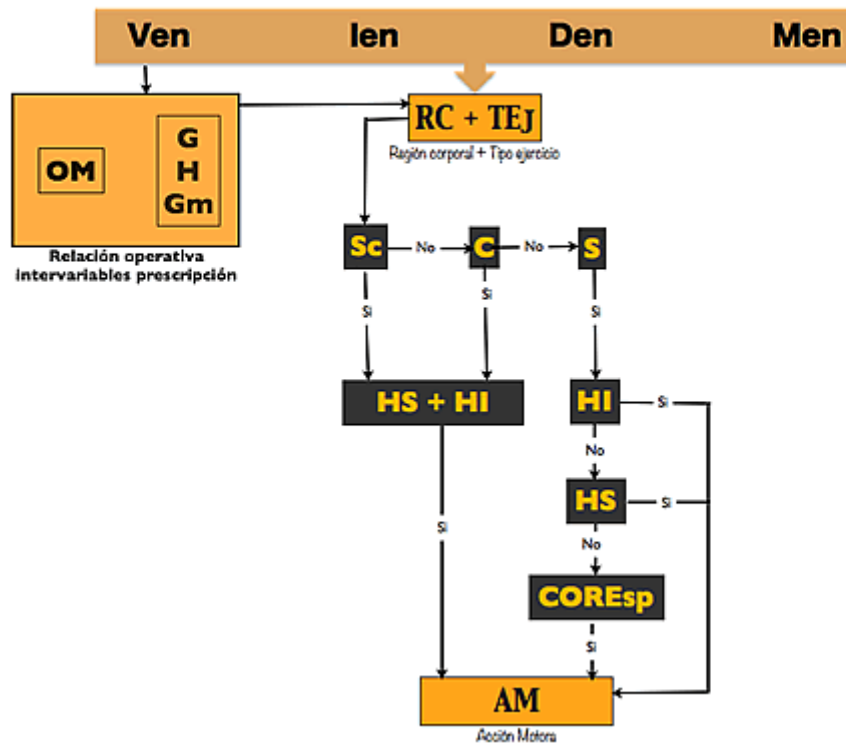 Ven Ien Den Men
RC + TEJ
Región corporal + Tipo ejercicio
OM
G
H
Gm
Relación operativa
intervariables prescripción
Sc No C No S
Si Si Si
HS + HI
HI Si
No
HS Si
Si
No
COREsp
Si
AM
Acción Motora